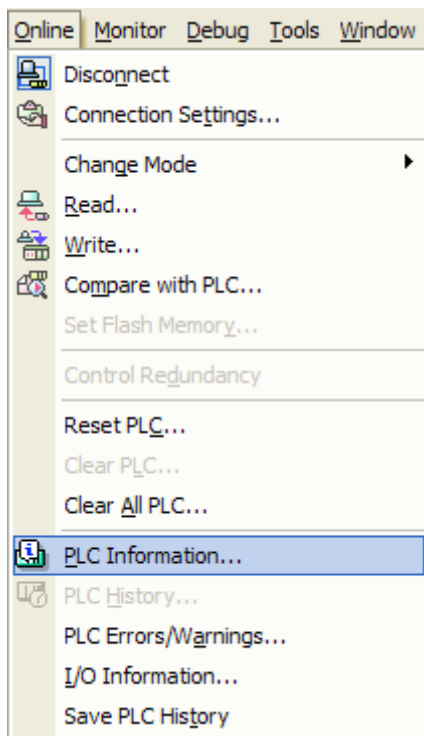 Online Monitor Debug Tools Window
Disconnect
Connection Settings...
Change Mode
Read...
Write...
Compare with PLC...
Set Flash Memory...
Control Redundancy
Reset PLC...
Clear PLC...
Clear All PLC...
PLC Information...
PLC History...
PLC Errors/Warnings...
I/O Information...
Save PLC History